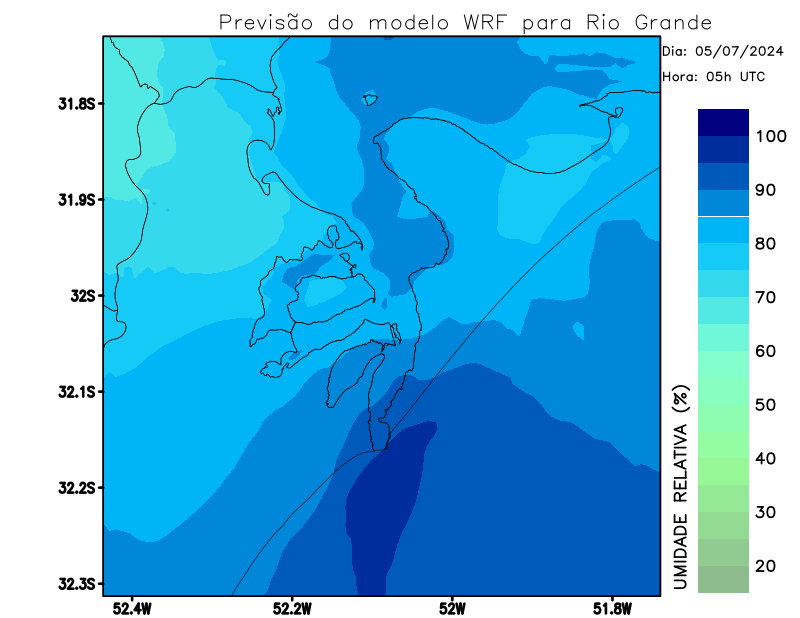 Previsão do modelo WRF para Rio Grande
Dia: 05/07/2024
Hora: 05h UTC
31.8S
31.9S
32S
32.1S
32.2S
32.3S
52.4W
52.2W
52W
51.8W
UMIDADE RELATIVA (%)
100
90
80
70
60
50
40
30
20